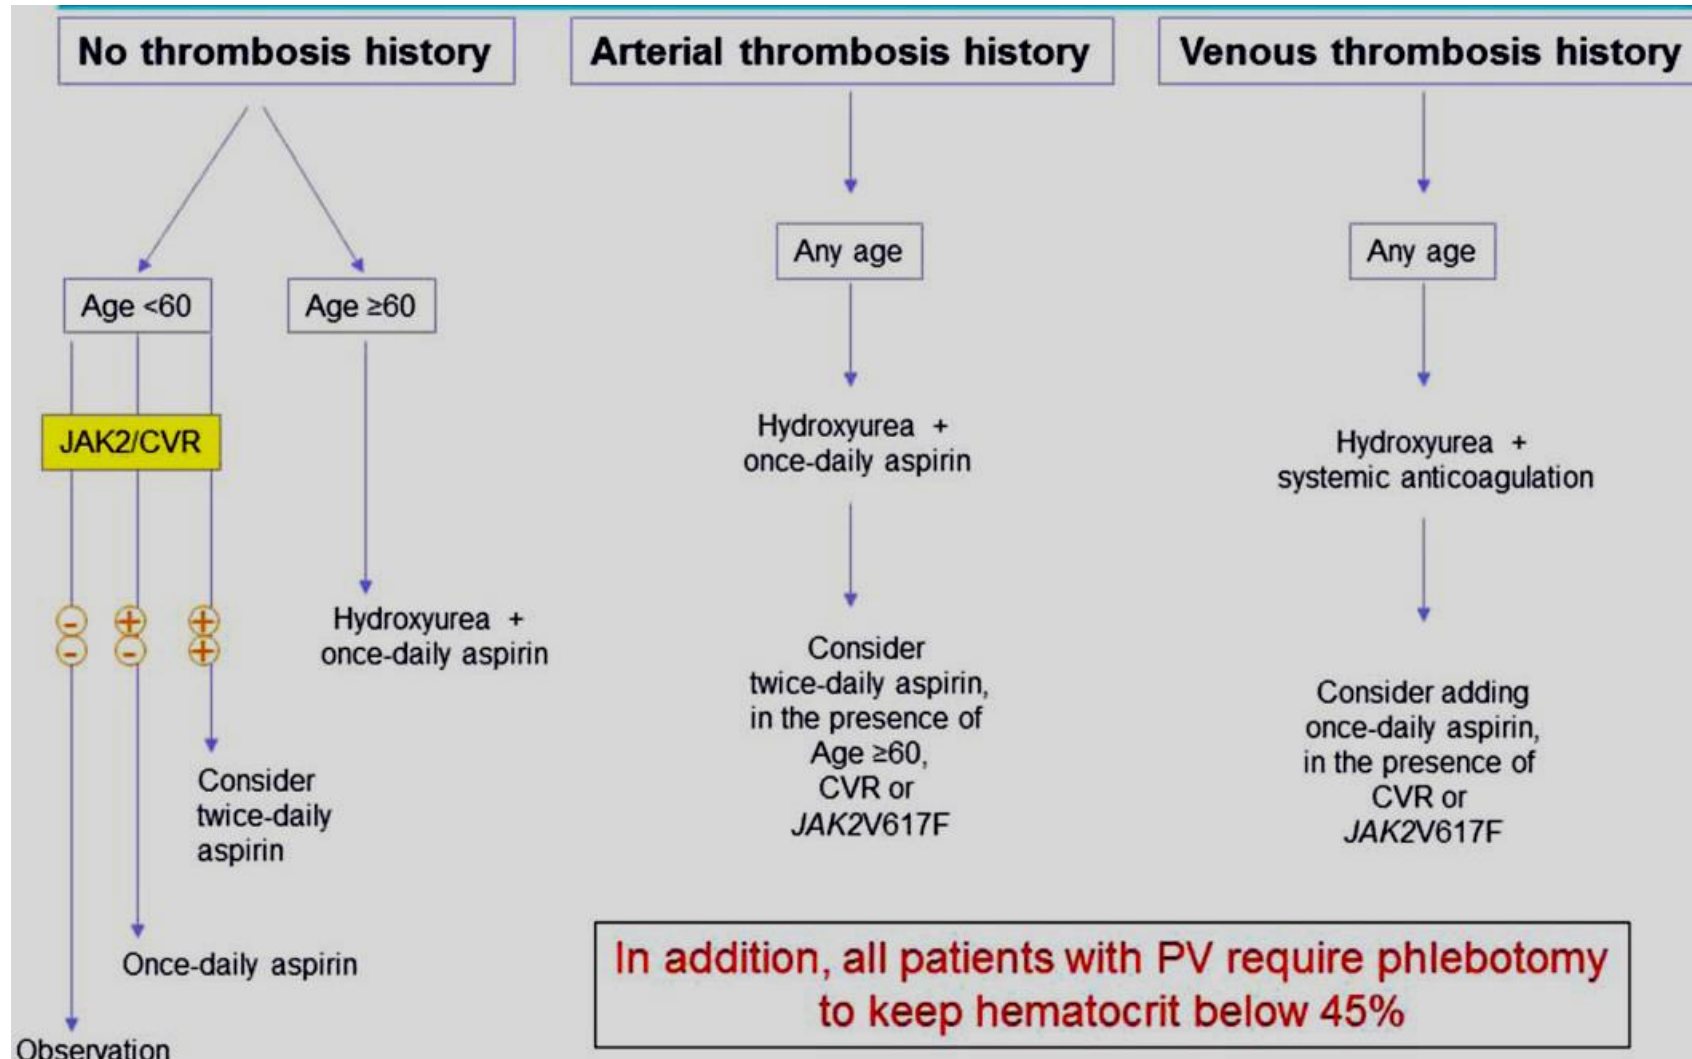 No thrombosis history
Arterial thrombosis history
Venous thrombosis history
Age <60
Age ≥60
JAK2/CVR
-
-
+
-
+
+
Consider
twice-daily
aspirin
Once-daily aspirin
Observation
Hydroxyurea +
once-daily aspirin
Any age
Hydroxyurea +
once-daily aspirin
Consider
twice-daily aspirin,
in the presence of
Age ≥60,
CVR or
JAK2V617F
Any age
Hydroxyurea +
systemic anticoagulation
Consider adding
once-daily aspirin,
in the presence of
CVR or
JAK2V617F
In addition, all patients with PV require phlebotomy
to keep hematocrit below 45%